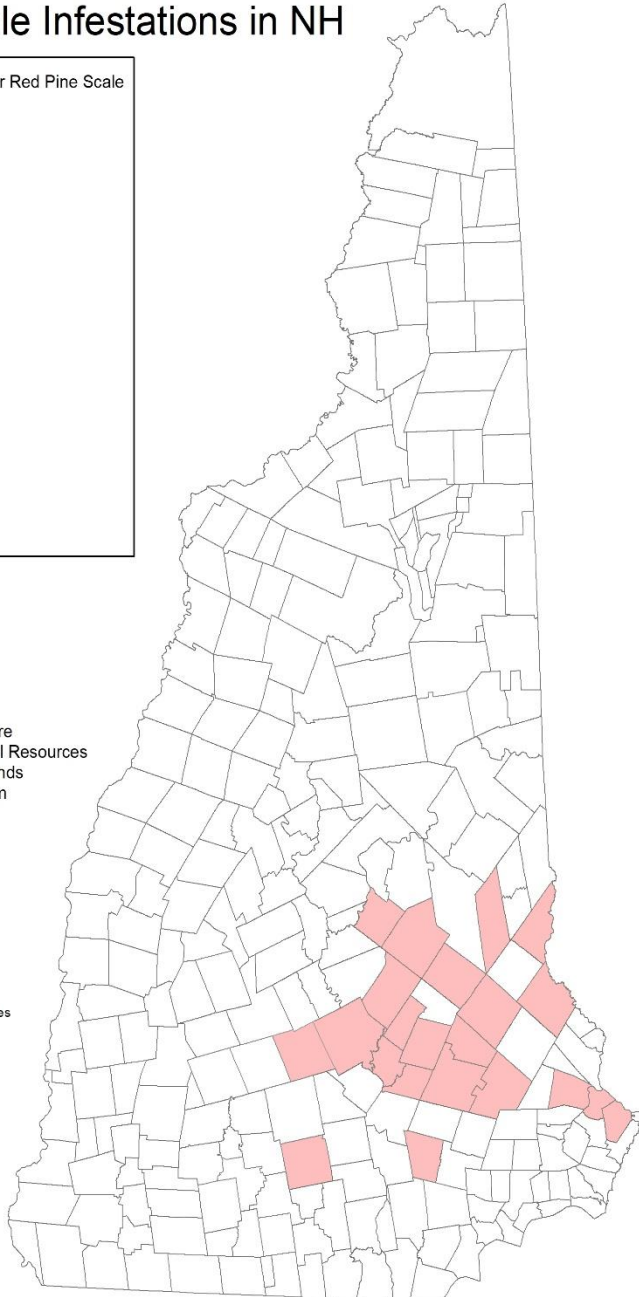 le Infestations in NH
r Red Pine Scale
re
l Resources
nds
n
es